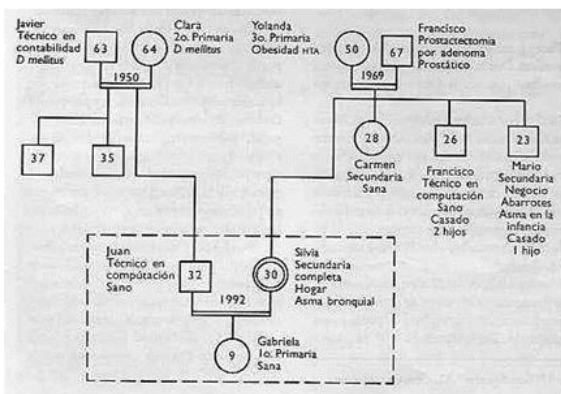 Javier
Técnico en
contabilidad
D mellitus
63
64
Clara
2o. Primaria
D mellitus
1950
Yolanda
3o. Primaria
Obesidad HTA
50
67
Francisco
Prostactectomia
por adenoma
Prostático
1969
37
35
28
Carmen
Secundaria
Sana
26
Francisco
Técnico en
computación
Sano
Casado
2 hijos
23
Mario
Secundaria
Negocio
Abarrotes
Asma en la
infancia
Casado
1 hijo
Juan
Técnico en
compútación
Sano
32
30
Silvia
Secundaria
completa
Hogar
Asma bronquial
1992
9
Gabriela
1o. Primaria
Sana